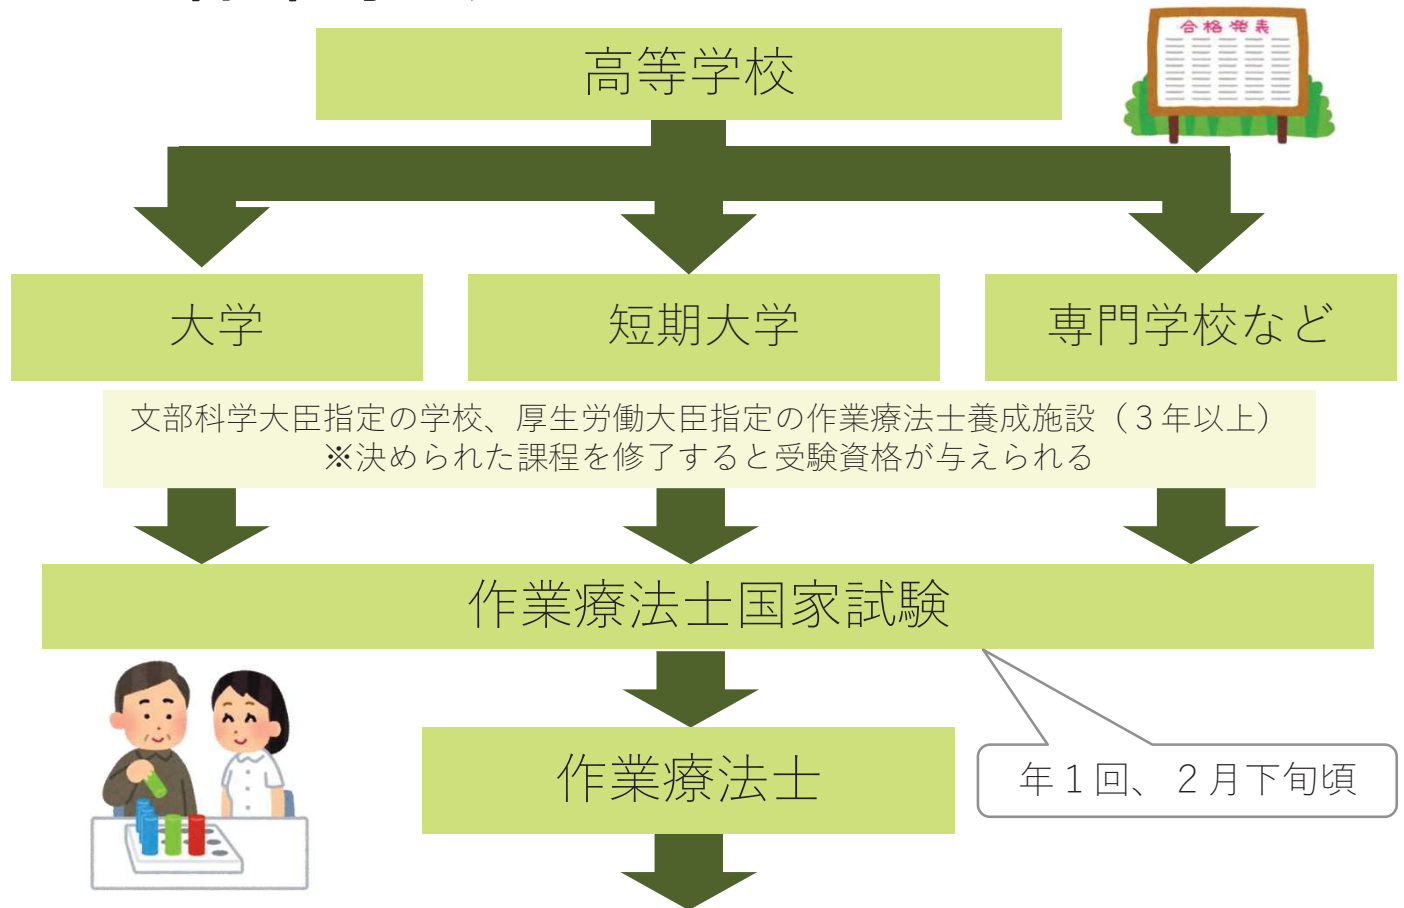 高等学校
合格発表
大学
短期大学
専門学校など
文部科学大臣指定の学校、厚生労働大臣指定の作業療法士養成施設（３年以上）
※決められた課程を修了すると受験資格が与えられる
作業療法士国家試験
作業療法士
年１回、２月下旬頃